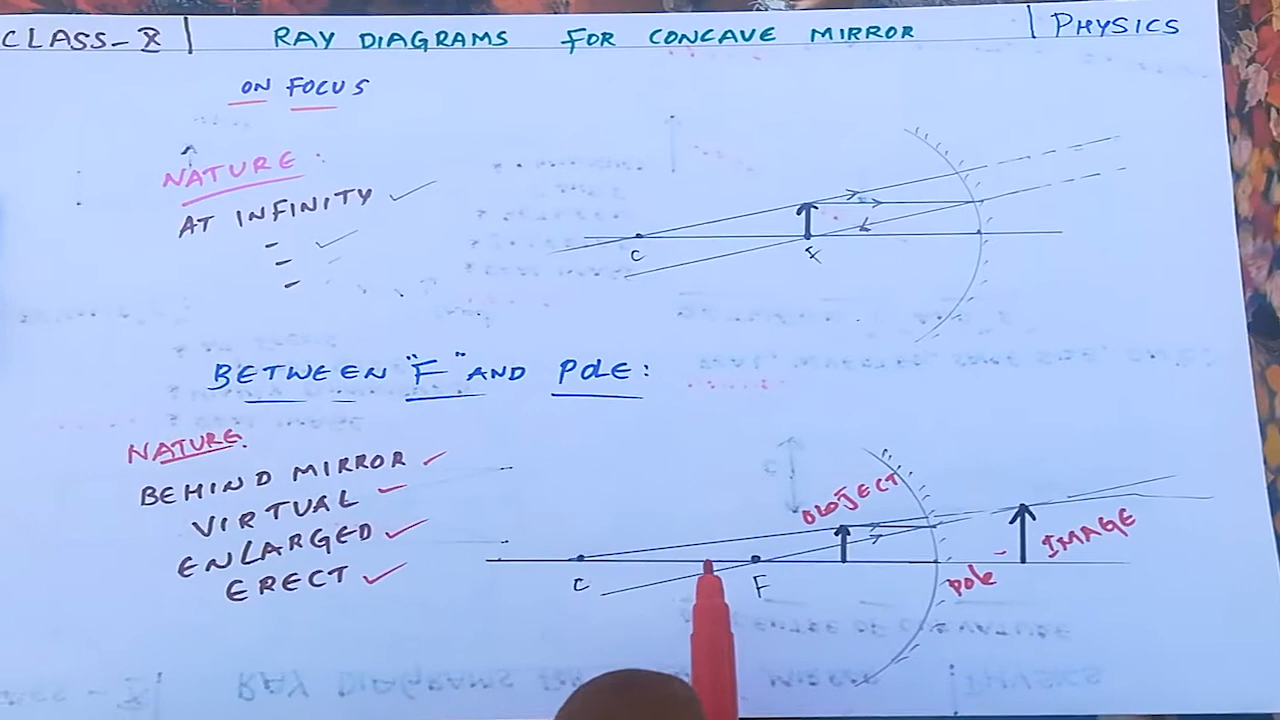 CLASS-X | RAY DIAGRAMS FOR CONCAVE MIRROR | PHYSICS
ON FOCUS
NATURE:
AT INFINITY
C
F
BETWEEN "F" AND POLE:
NATURE
BEHIND MIRROR
VIRTUAL
ENLARGED
ERECT
OBJECT
IMAGE
C
F
Pole